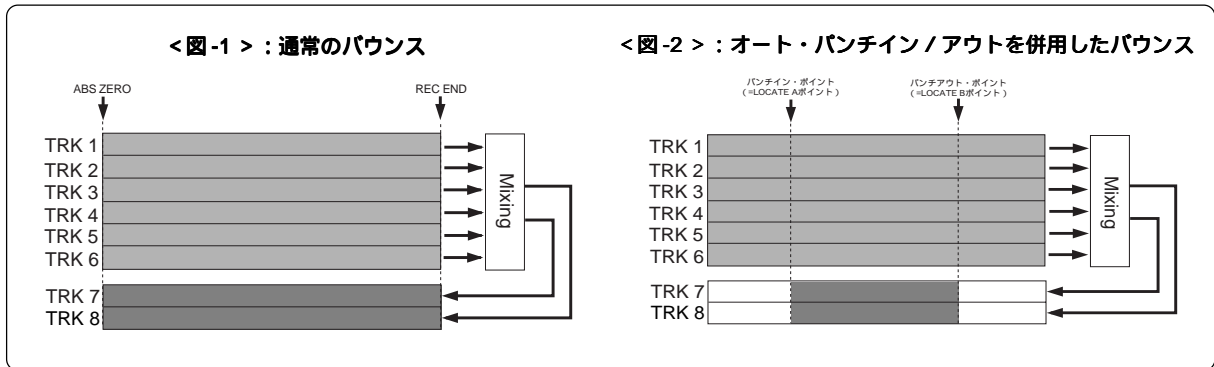 <図-1>:通常のバウンス
ABS ZERO
REC END
TRK 1
TRK 2
TRK 3
TRK 4
TRK 5
TRK 6
Mixing
TRK 7
TRK 8
<図-2>:オート・パンチイン/アウトを併用したバウンス
パンチイン・ポイント
(=LOCATE Aポイント)
パンチアウト・ポイント
(=LOCATE Bポイント)
TRK 1
TRK 2
TRK 3
TRK 4
TRK 5
TRK 6
Mixing
TRK 7
TRK 8